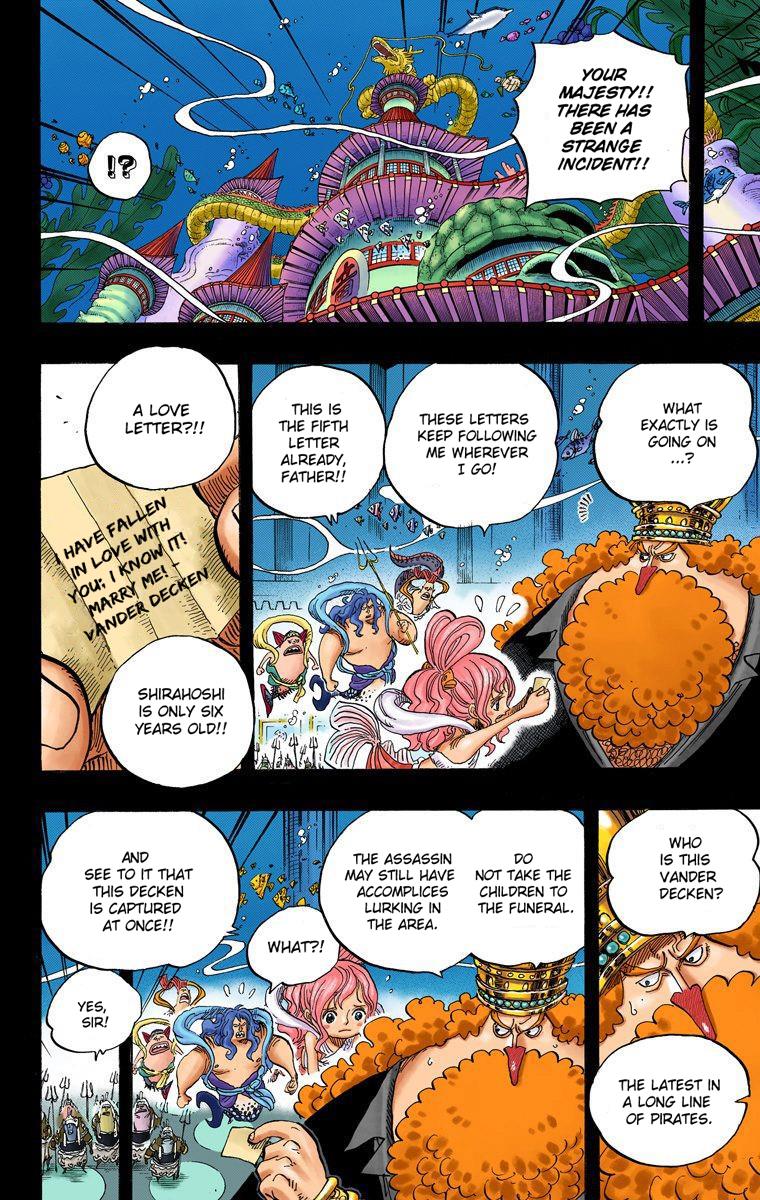 YOUR
MAJESTY!!
THERE HAS
BEEN A
STRANGE
INCIDENT!!
!?
WHAT
EXACTLY IS
GOING ON
...?
THESE LETTERS
KEEP FOLLOWING
ME WHEREVER
I GO!
THIS IS
THE FIFTH
LETTER
ALREADY,
FATHER!!
A LOVE
LETTER?!!
HAVE FALLEN
IN LOVE WITH
YOU; I KNOW IT!
MARRY ME! -
VANDER DECKEN
SHIRAHOSHI
IS ONLY SIX
YEARS OLD!!
WHO
IS THIS
VANDER
DECKEN?
THE LATEST IN
A LONG LINE
OF PIRATES.
DO
NOT TAKE THE
CHILDREN TO
THE FUNERAL.
THE ASSASSIN
MAY STILL HAVE
ACCOMPLICES
LURKING IN
THE AREA.
WHAT?!
AND
SEE TO IT THAT
THIS DECKEN
IS CAPTURED
AT ONCE!!
YES,
SIR!